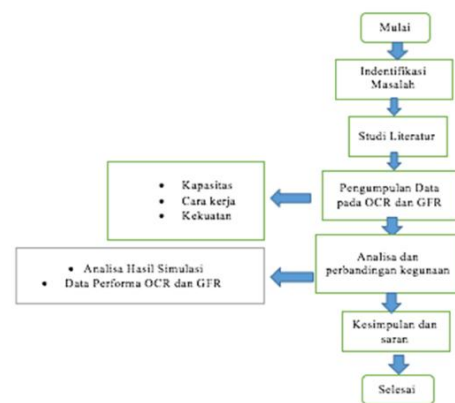 Mulai
Indentifikasi
Masalah
Studi Literatur
Pengumpulan Data
pada OCR dan GFR
• Kapasitas
• Cara kerja
• Kekuatan
Analisa dan
perbandingan kegunaan
• Analisa Hasil Simulasi
• Data Performa OCR dan GFR
Kesimpulan dan
saran
Selesai